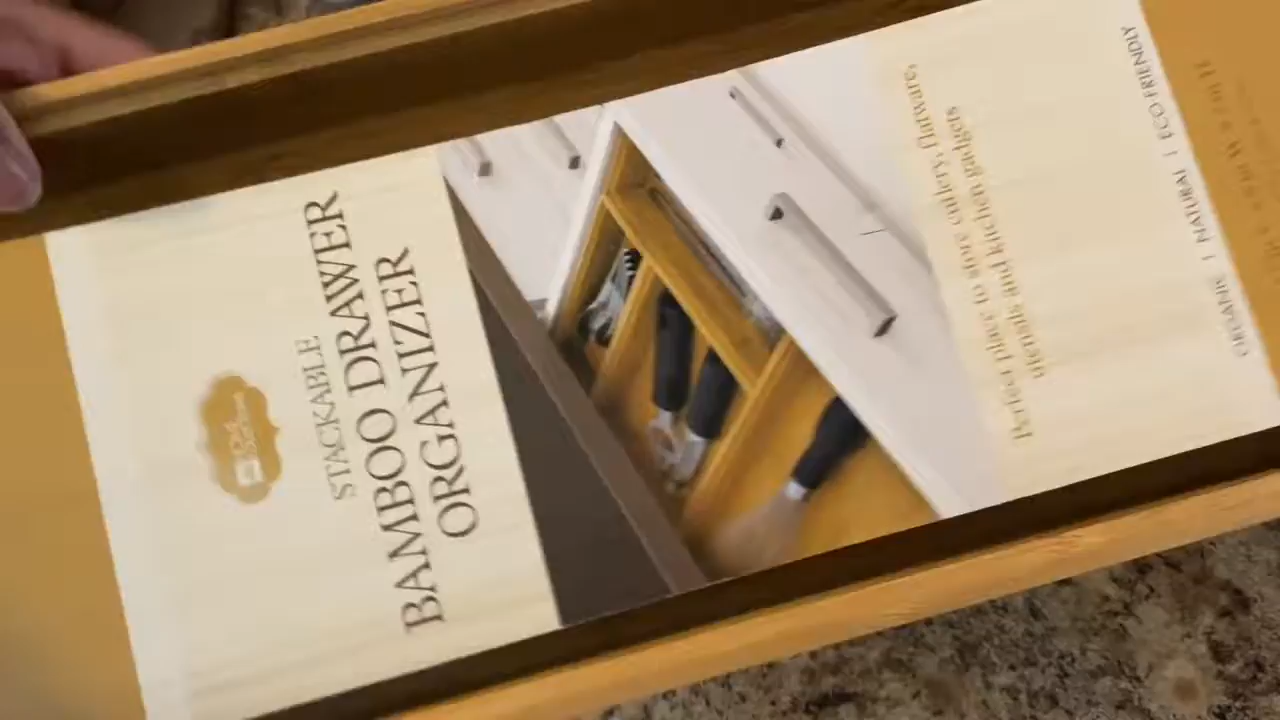 STACKABLE
BAMBOO DRAWER
ORGANIZER
Perfect place to store cutlery, flatware,
utensils and kitchen gadgets
ORGANIC | NATURAL | ECO-FRIENDLY